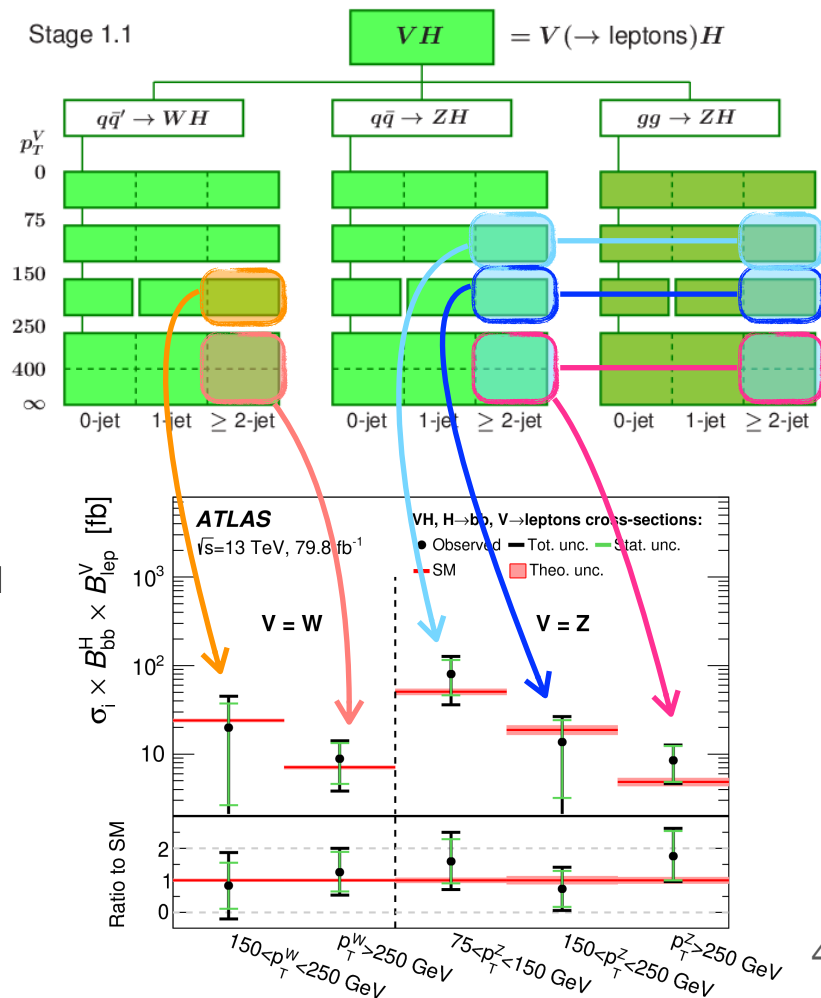 Stage 1.1
VH = V(→ leptons)H
qq̄′ → WH
qq̄ → ZH
gg → ZH
p_T^V
0
75
150
250
400
∞
0-jet 1-jet ≥ 2-jet 0-jet 1-jet ≥ 2-jet 0-jet 1-jet ≥ 2-jet
σ_i × B_bb^H × B_lep^V [fb]
ATLAS
√s=13 TeV, 79.8 fb⁻¹
VH, H→bb, V→leptons cross-sections:
Observed Tot. unc. Stat. unc.
SM Theo. unc.
V = W
V = Z
10³
10²
10
Ratio to SM
2
1
0
150<p_T^W<250 GeV
p_T^W>250 GeV
75<p_T^Z<150 GeV
150<p_T^Z<250 GeV
p_T^Z>250 GeV